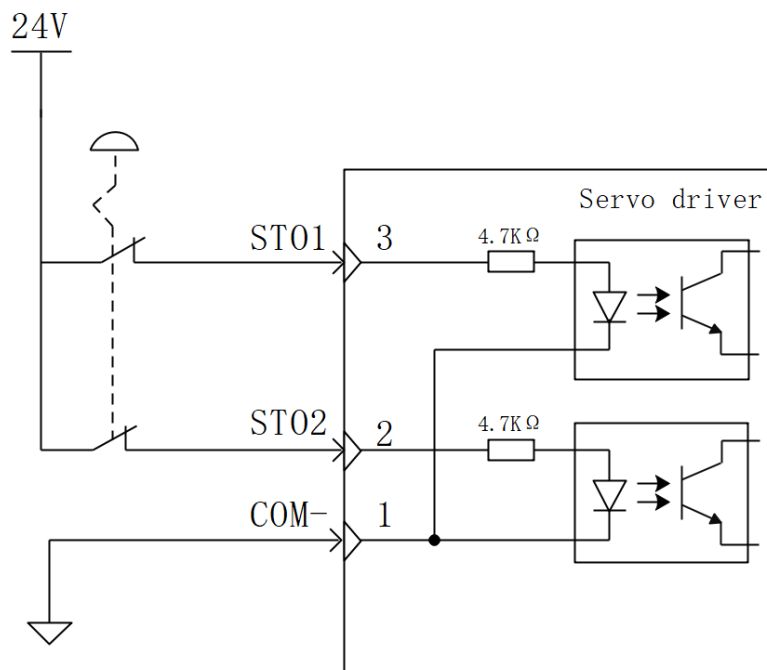 24V
Servo driver
STO1
3
4.7KΩ
STO2
2
4.7KΩ
COM-
1